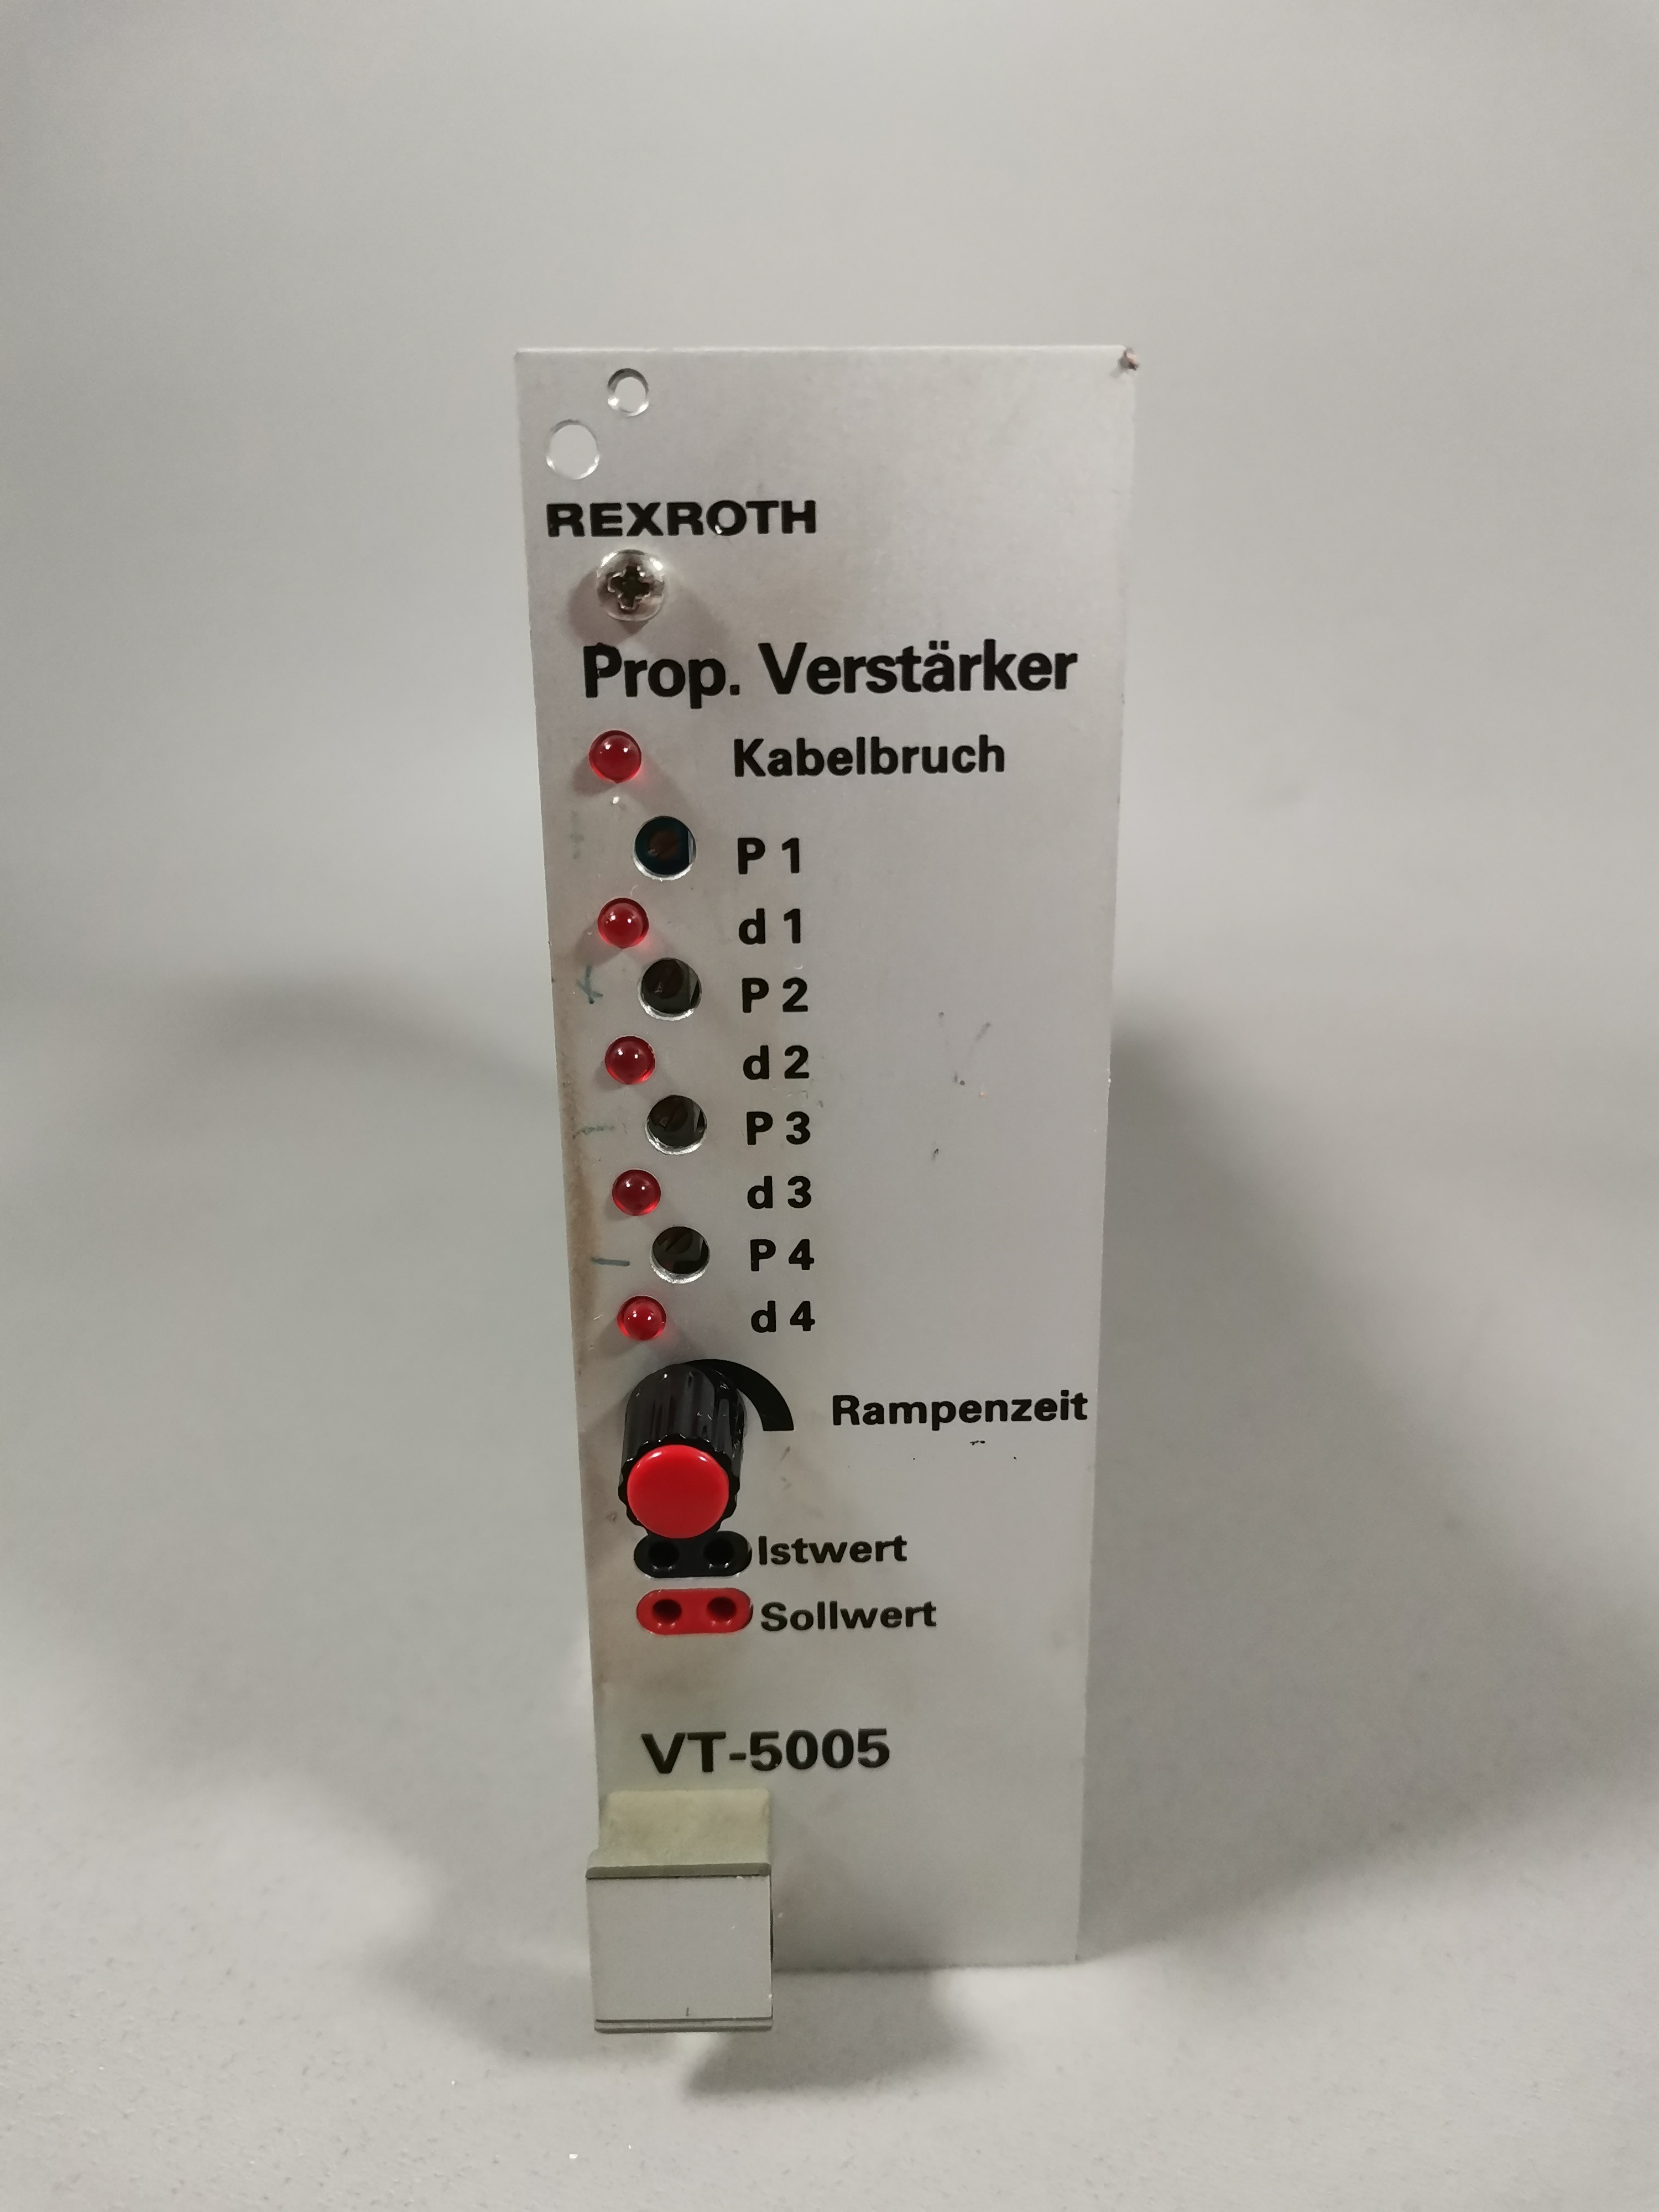 REXROTH
Prop. Verstärker
Kabelbruch
P 1
d 1
P 2
d 2
P 3
d 3
P 4
d 4
Rampenzeit
Istwert
Sollwert
VT-5005